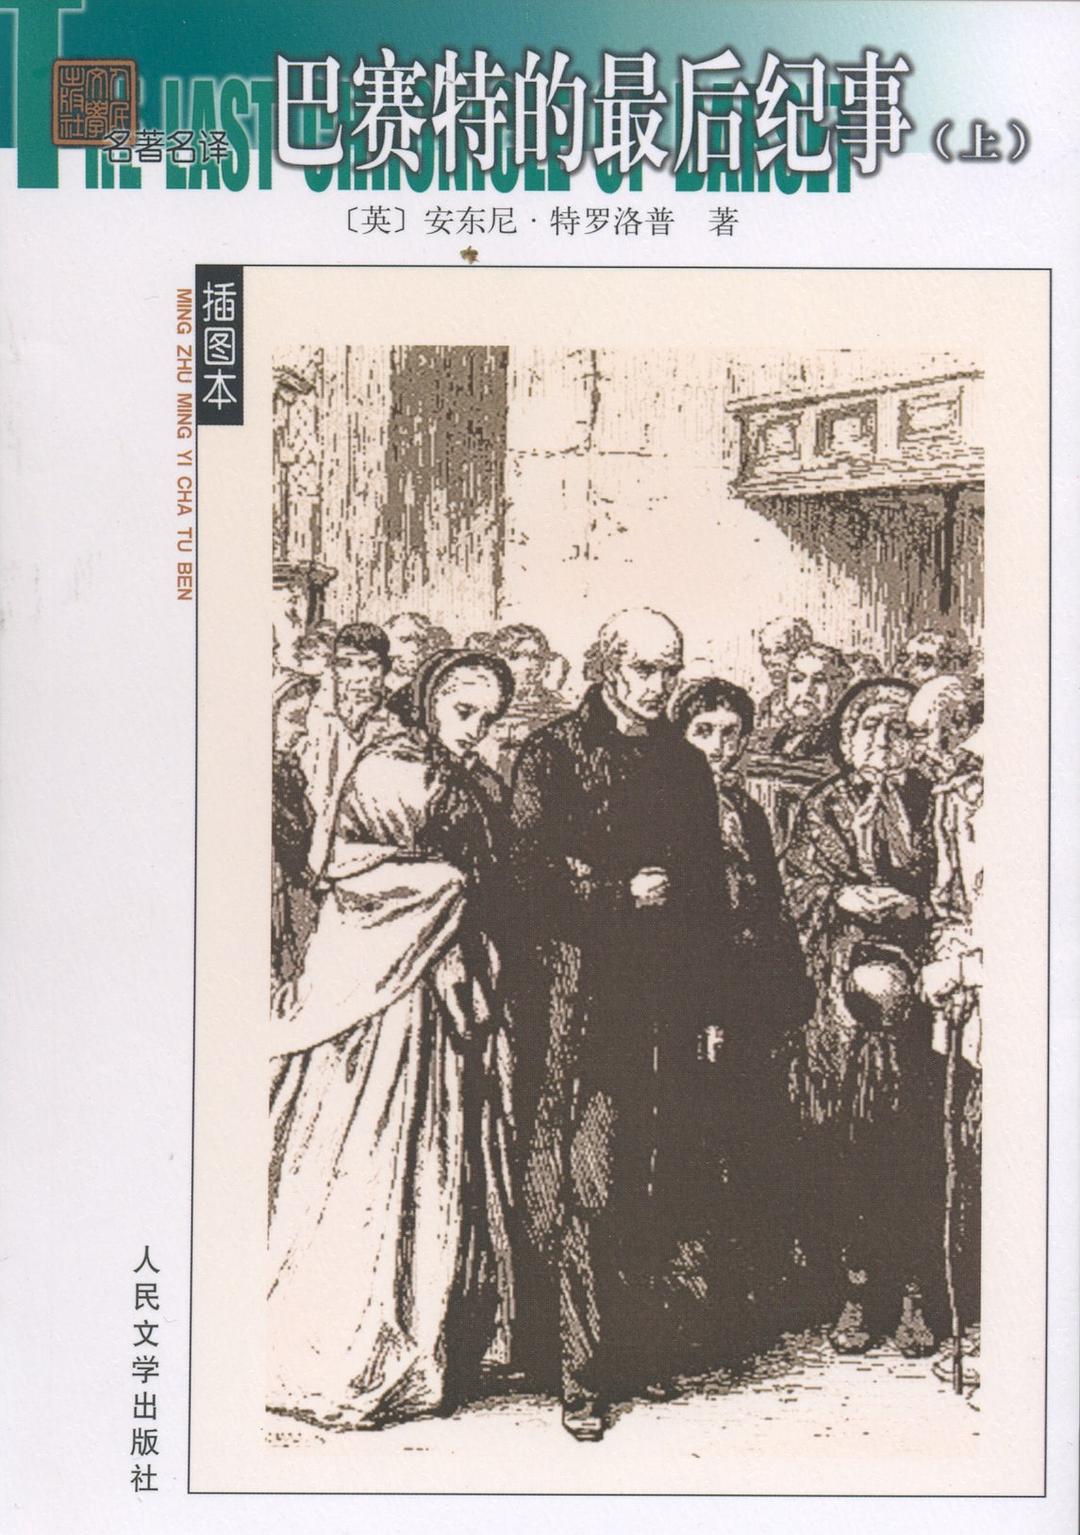 人民文学出版社
名著名译
THE LAST CHRONICLE OF BARSET
巴赛特的最后纪事（上）
〔英〕安东尼·特罗洛普 著
插图本
MING ZHU MING YI CHA TU BEN
人民文学出版社